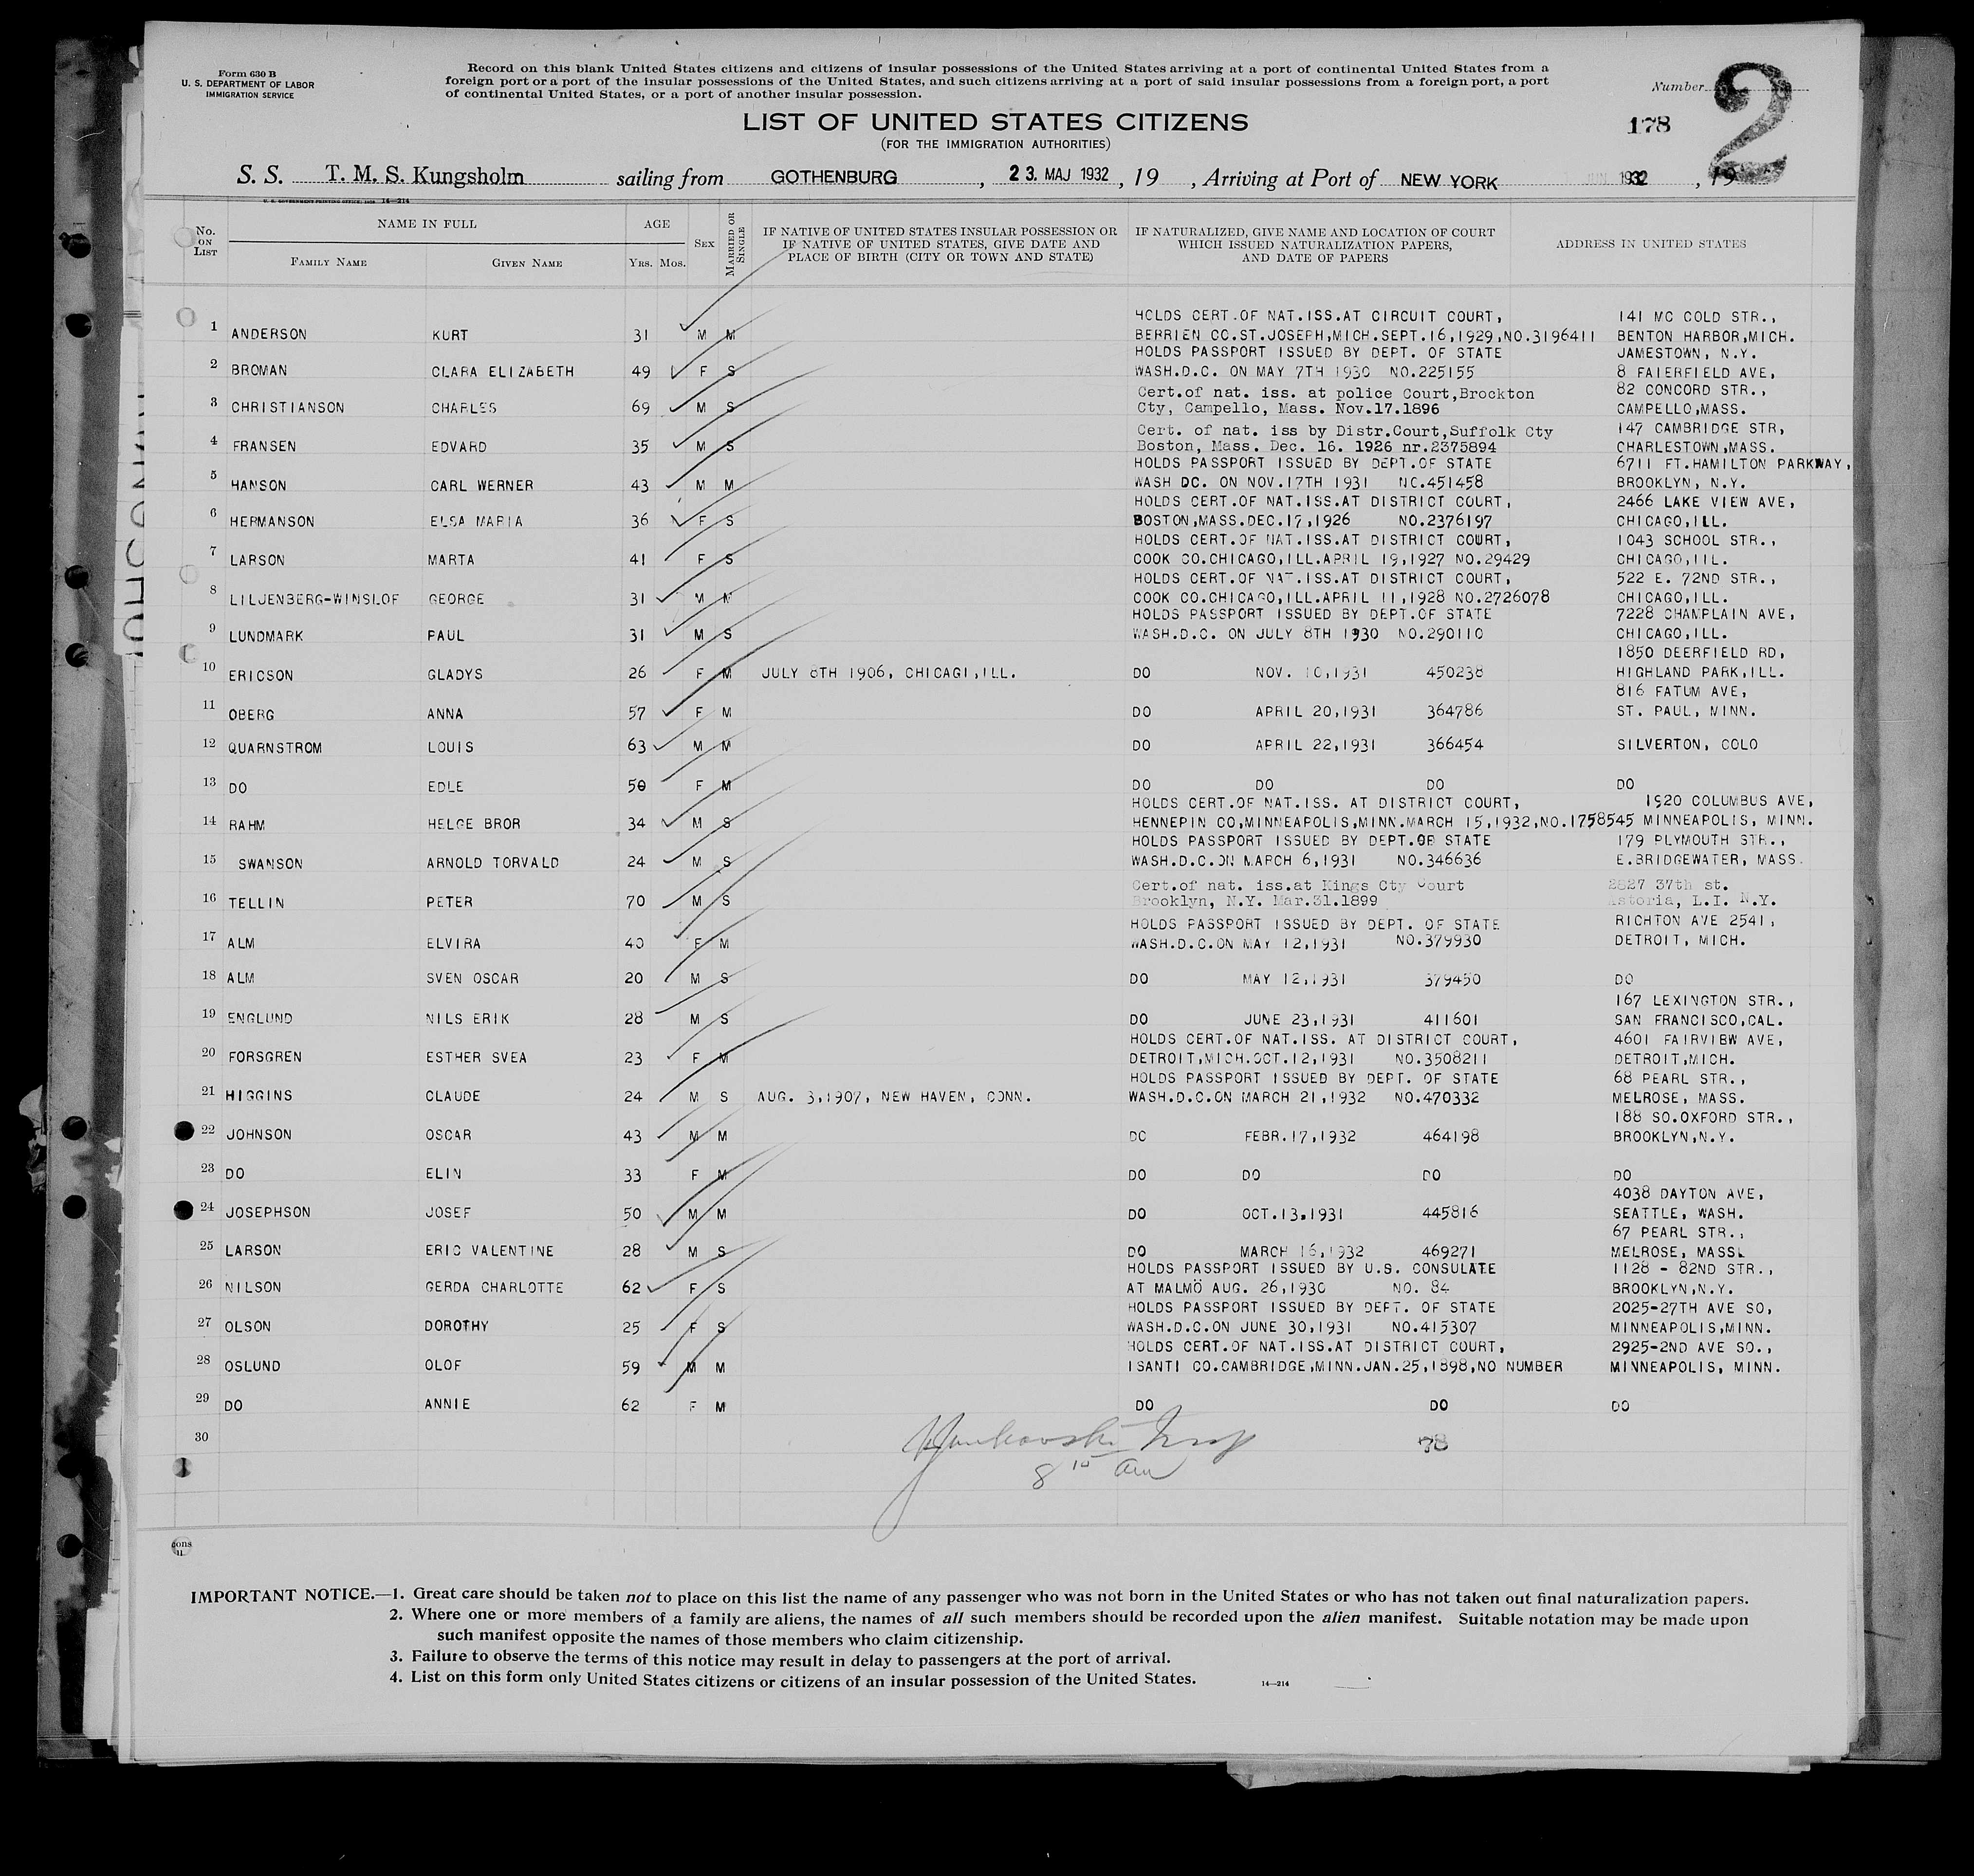 Form 630 B
U. S. DEPARTMENT OF LABOR
IMMIGRATION SERVICE
Record on this blank United States citizens and citizens of insular possessions of the United States arriving at a port of continental United States from a
foreign port or a port of the insular possessions of the United States, and such citizens arriving at a port of said insular possessions from a foreign port, a port
of continental United States, or a port of another insular possession.
Number 2
178
LIST OF UNITED STATES CITIZENS
(FOR THE IMMIGRATION AUTHORITIES)
S. S. T. M. S. Kungsholm sailing from GOTHENBURG, 23. MAJ 1932, 19 , Arriving at Port of NEW YORK 1932, 19
U. S. GOVERNMENT PRINTING OFFICE: 14—214
No. ON LIST
NAME IN FULL
FAMILY NAME GIVEN NAME
AGE
YRS. MOS.
SEX
MARRIED OR SINGLE
IF NATIVE OF UNITED STATES INSULAR POSSESSION OR
IF NATIVE OF UNITED STATES, GIVE DATE AND
PLACE OF BIRTH (CITY OR TOWN AND STATE)
IF NATURALIZED, GIVE NAME AND LOCATION OF COURT
WHICH ISSUED NATURALIZATION PAPERS,
AND DATE OF PAPERS
ADDRESS IN UNITED STATES
HOLDS CERT.OF NAT.ISS.AT CIRCUIT COURT, 141 MC COLD STR.,
1 ANDERSON KURT 31 M M BERRIEN CO.ST.JOSEPH,MICH.SEPT.16,1929,NO.3196411 BENTON HARBOR,MICH.
HOLDS PASSPORT ISSUED BY DEPT. OF STATE JAMESTOWN, N.Y.
2 BROMAN CLARA ELIZABETH 49 F S WASH.D.C. ON MAY 7TH 1930 NO.225155 8 FAIERFIELD AVE,
Cert.of nat. iss. at police Court,Brockton 82 CONCORD STR.,
3 CHRISTIANSON CHARLES 69 M S Cty, Campello, Mass. Nov.17.1896 CAMPELLO,MASS.
Cert. of nat. iss by Distr.Court,Suffolk Cty 147 CAMBRIDGE STR,
4 FRANSEN EDVARD 35 M S Boston, Mass. Dec. 16. 1926 nr.2375894 CHARLESTOWN,MASS.
HOLDS PASSPORT ISSUED BY DEPT.OF STATE 6711 FT.HAMILTON PARKWAY,
5 HANSON CARL WERNER 43 M M WASH DC. ON NOV.17TH 1931 NO.451458 BROOKLYN, N.Y.
HOLDS CERT.OF NAT.ISS.AT DISTRICT COURT, 2466 LAKE VIEW AVE,
6 HERMANSON ELSA MARIA 36 F S BOSTON,MASS.DEC.17,1926 NO.2376197 CHICAGO,ILL.
HOLDS CERT.OF NAT.ISS.AT DISTRICT COURT, 1043 SCHOOL STR.,
7 LARSON MARTA 41 F S COOK CO.CHICAGO,ILL.APRIL 19,1927 NO.29429 CHICAGO,ILL.
HOLDS CERT.OF NAT.ISS.AT DISTRICT COURT, 522 E. 72ND STR.,
8 LILJENBERG-WINSLOF GEORGE 31 M M COOK CO.CHICAGO,ILL.APRIL 11,1928 NO.2726078 CHICAGO,ILL.
HOLDS PASSPORT ISSUED BY DEPT.OF STATE 7228 CHAMPLAIN AVE,
9 LUNDMARK PAUL 31 M S WASH.D.C. ON JULY 8TH 1930 NO.290110 CHICAGO,ILL.
1850 DEERFIELD RD,
10 ERICSON GLADYS 26 F M JULY 8TH 1906, CHICAGI,ILL. DO NOV. 10,1931 450238 HIGHLAND PARK,ILL.
816 FATUM AVE,
11 OBERG ANNA 57 F M DO APRIL 20,1931 364786 ST. PAUL, MINN.
12 QUARNSTROM LOUIS 63 M M DO APRIL 22,1931 366454 SILVERTON, COLO
13 DO EDLE 50 F M DO DO DO DO
HOLDS CERT.OF NAT.ISS. AT DISTRICT COURT, 1920 COLUMBUS AVE,
14 RAHM HELGE BROR 34 M S HENNEPIN CO,MINNEAPOLIS,MINN.MARCH 15,1932,NO.1758545 MINNEAPOLIS, MINN.
HOLDS PASSPORT ISSUED BY DEPT.OF STATE 179 PLYMOUTH STR.,
15 SWANSON ARNOLD TORVALD 24 M S WASH.D.C.ON MARCH 6,1931 NO.346636 E.BRIDGEWATER, MASS.
Cert.of nat. iss.at Kings Cty Court 2827 37th st.
16 TELLIN PETER 70 M S Brooklyn, N.Y. Mar.31.1899 Astoria, L.I. N.Y.
HOLDS PASSPORT ISSUED BY DEPT. OF STATE RICHTON AVE 2541,
17 ALM ELVIRA 40 F M WASH.D.C.ON MAY 12,1931 NO.379930 DETROIT, MICH.
18 ALM SVEN OSCAR 20 M S DO MAY 12,1931 379450 DO
167 LEXINGTON STR.,
19 ENGLUND NILS ERIK 28 M S DO JUNE 23,1931 411601 SAN FRANCISCO,CAL.
HOLDS CERT.OF NAT.ISS. AT DISTRICT COURT, 4601 FAIRVIBW AVE,
20 FORSGREN ESTHER SVEA 23 F M DETROIT,MICH.OCT.12,1931 NO.3508211 DETROIT,MICH.
HOLDS PASSPORT ISSUED BY DEPT. OF STATE 68 PEARL STR.,
21 HIGGINS CLAUDE 24 M S AUG. 3,1907, NEW HAVEN, CONN. WASH.D.C.ON MARCH 21,1932 NO.470332 MELROSE, MASS.
188 SO.OXFORD STR.,
22 JOHNSON OSCAR 43 M M DO FEBR.17,1932 464198 BROOKLYN,N.Y.
23 DO ELIN 33 F M DO DO DO DO
4038 DAYTON AVE,
24 JOSEPHSON JOSEF 50 M M DO OCT.13,1931 445816 SEATTLE, WASH.
67 PEARL STR.,
25 LARSON ERIC VALENTINE 28 M S DO MARCH 16,1932 469271 MELROSE, MASSL
HOLDS PASSPORT ISSUED BY U.S. CONSULATE 1128 - 82ND STR.,
26 NILSON GERDA CHARLOTTE 62 F S AT MALMÖ AUG. 26,1930 NO. 84 BROOKLYN,N.Y.
HOLDS PASSPORT ISSUED BY DEPT. OF STATE 2025-27TH AVE SO,
27 OLSON DOROTHY 25 F S WASH.D.C.ON JUNE 30,1931 NO.415307 MINNEAPOLIS,MINN.
HOLDS CERT.OF NAT.ISS.AT DISTRICT COURT, 2925-2ND AVE SO.,
28 OSLUND OLOF 59 M M ISANTI CO.CAMBRIDGE,MINN.JAN.25,1898,NO NUMBER MINNEAPOLIS, MINN.
29 DO ANNIE 62 F M DO DO DO
30 78
8 10 am
IMPORTANT NOTICE.—1. Great care should be taken not to place on this list the name of any passenger who was not born in the United States or who has not taken out final naturalization papers.
2. Where one or more members of a family are aliens, the names of all such members should be recorded upon the alien manifest. Suitable notation may be made upon
such manifest opposite the names of those members who claim citizenship.
3. Failure to observe the terms of this notice may result in delay to passengers at the port of arrival.
4. List on this form only United States citizens or citizens of an insular possession of the United States.
14—214